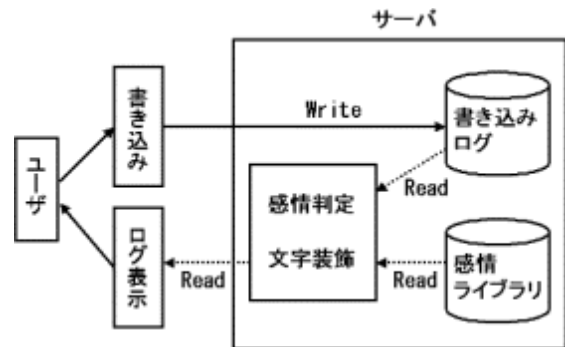 サーバ
書き込み
Write
書き込み
ログ
ユーザ
Read
感情判定
文字装飾
ログ表示
Read
Read
感情
ライブラリ